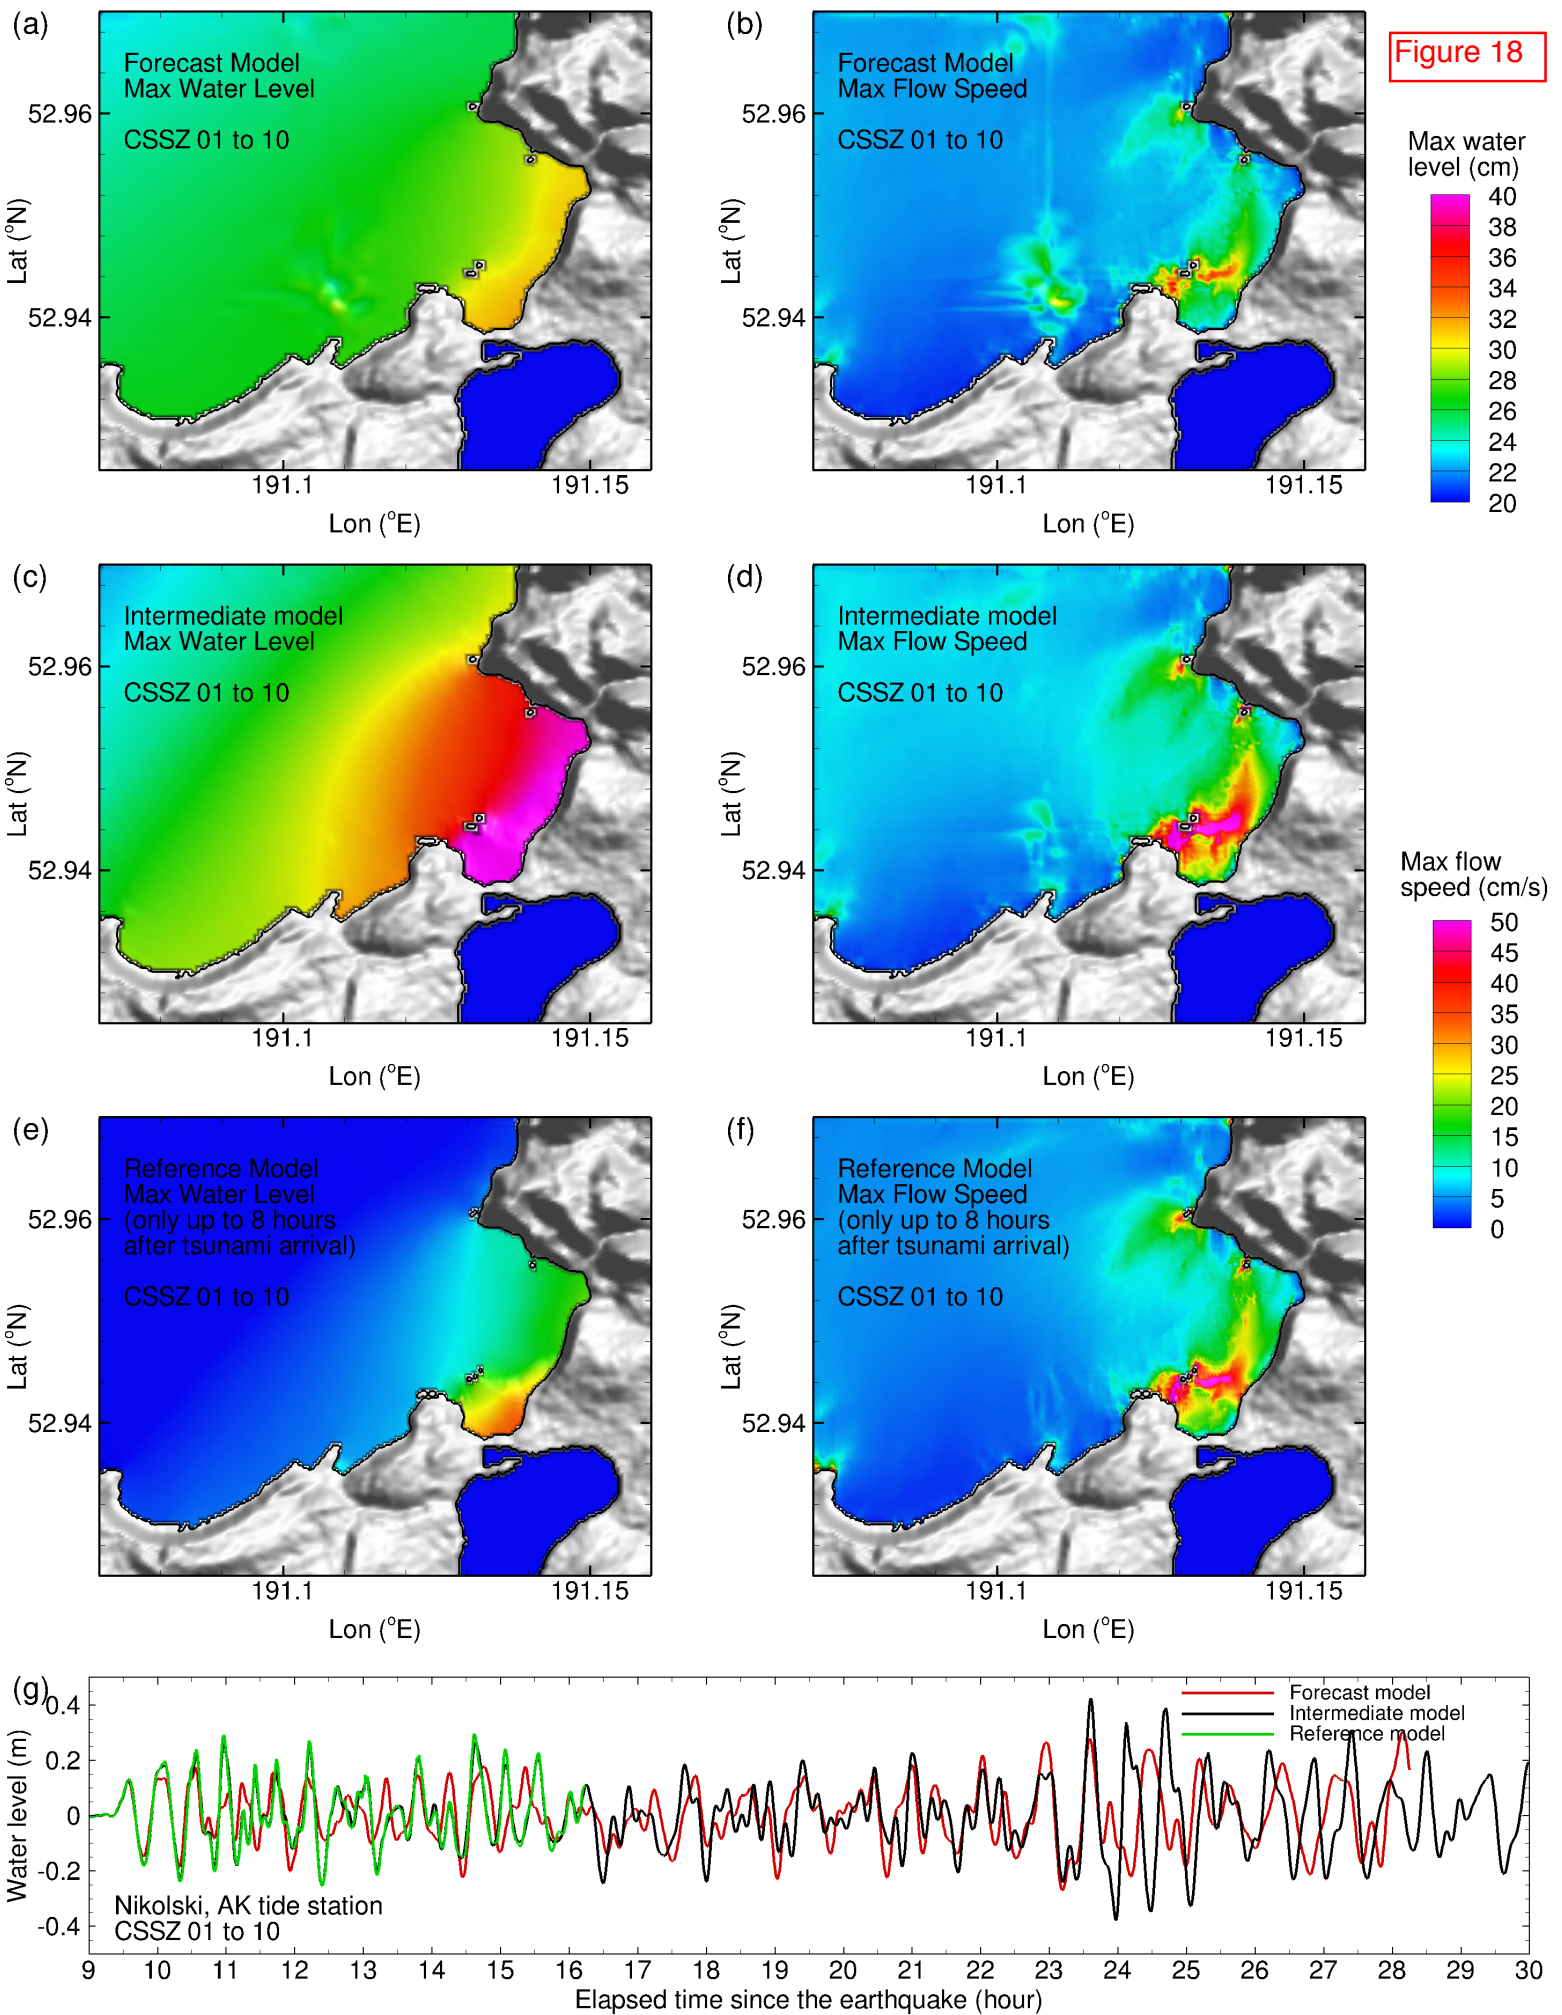 (a)
Forecast Model
Max Water Level
CSSZ 01 to 10
52.96
52.94
Lat (°N)
191.1
191.15
Lon (°E)
(b)
Forecast Model
Max Flow Speed
CSSZ 01 to 10
52.96
52.94
Lat (°N)
191.1
191.15
Lon (°E)
Figure 18
Max water
level (cm)
40
38
36
34
32
30
28
26
24
22
20
(c)
Intermediate model
Max Water Level
CSSZ 01 to 10
52.96
52.94
Lat (°N)
191.1
191.15
Lon (°E)
(d)
Intermediate model
Max Flow Speed
CSSZ 01 to 10
52.96
52.94
Lat (°N)
191.1
191.15
Lon (°E)
Max flow
speed (cm/s)
50
45
40
35
30
25
20
15
10
5
0
(e)
Reference Model
Max Water Level
(only up to 8 hours
after tsunami arrival)
CSSZ 01 to 10
52.96
52.94
Lat (°N)
191.1
191.15
Lon (°E)
(f)
Reference Model
Max Flow Speed
(only up to 8 hours
after tsunami arrival)
CSSZ 01 to 10
52.96
52.94
Lat (°N)
191.1
191.15
Lon (°E)
(g)
0.4
0.2
0
-0.2
-0.4
Water level (m)
Forecast model
Intermediate model
Reference model
Nikolski, AK tide station
CSSZ 01 to 10
9 10 11 12 13 14 15 16 17 18 19 20 21 22 23 24 25 26 27 28 29 30
Elapsed time since the earthquake (hour)